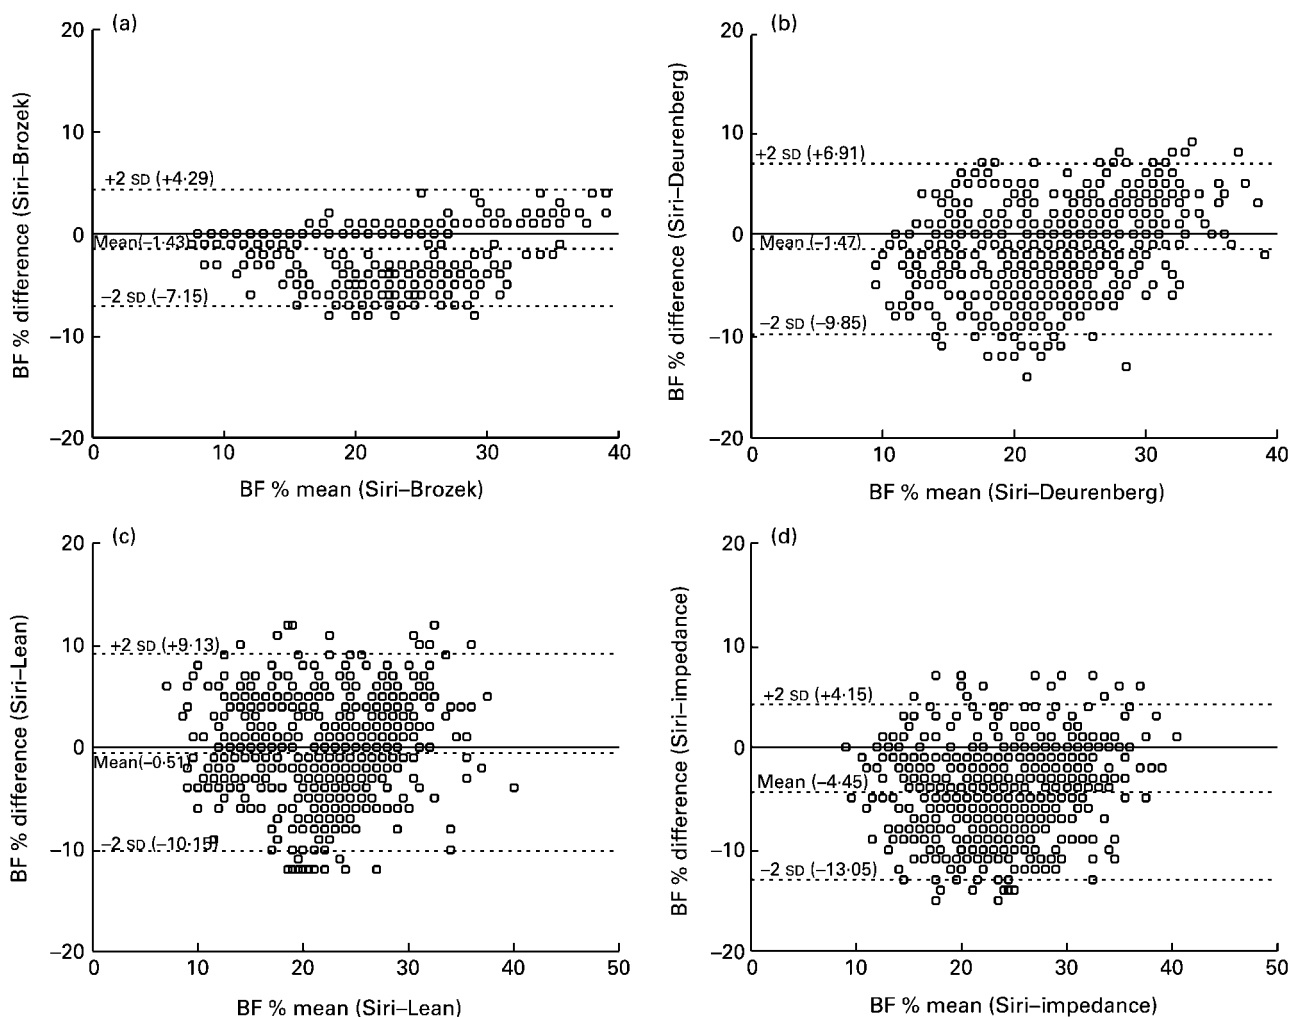 (a)
BF % difference (Siri–Brozek)
20
10
0
–10
–20
+2 SD (+4·29)
Mean(–1·43)
–2 SD (–7·15)
0 10 20 30 40
BF % mean (Siri–Brozek)
(b)
BF % difference (Siri–Deurenberg)
20
10
0
–10
–20
+2 SD (+6·91)
Mean (–1·47)
–2 SD (–9·85)
0 10 20 30 40
BF % mean (Siri–Deurenberg)
(c)
BF % difference (Siri–Lean)
20
10
0
–10
–20
+2 SD (+9·13)
Mean(–0·51)
–2 SD (–10·15)
0 10 20 30 40 50
BF % mean (Siri–Lean)
(d)
BF % difference (Siri–impedance)
20
10
0
–10
–20
+2 SD (+4·15)
Mean (–4·45)
–2 SD (–13·05)
0 10 20 30 40 50
BF % mean (Siri–impedance)